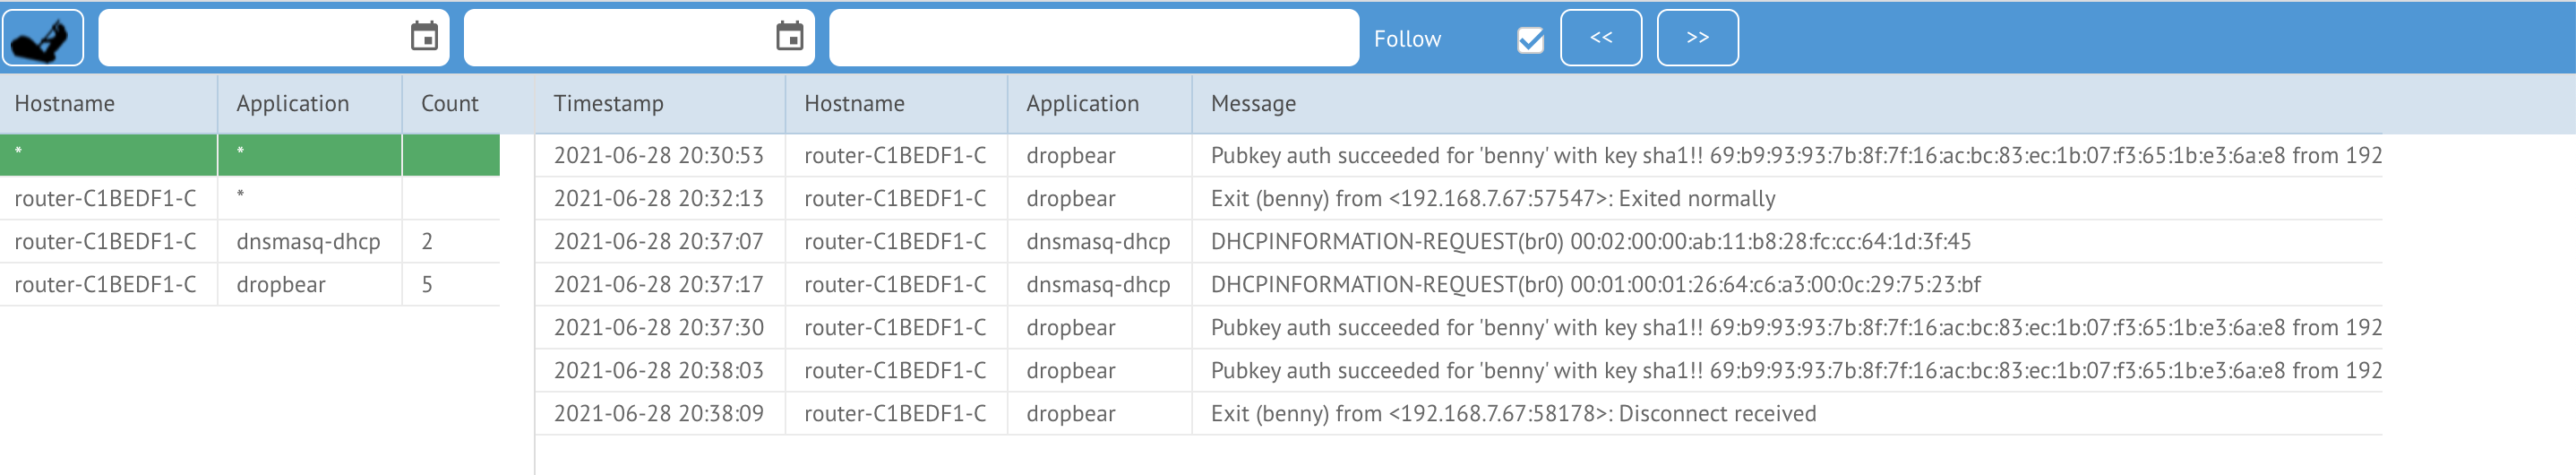 Follow << >>
Hostname Application Count
* *
router-C1BEDF1-C *
router-C1BEDF1-C dnsmasq-dhcp 2
router-C1BEDF1-C dropbear 5
Timestamp Hostname Application Message
2021-06-28 20:30:53 router-C1BEDF1-C dropbear Pubkey auth succeeded for 'benny' with key sha1!! 69:b9:93:93:7b:8f:7f:16:ac:bc:83:ec:1b:07:f3:65:1b:e3:6a:e8 from 192
2021-06-28 20:32:13 router-C1BEDF1-C dropbear Exit (benny) from <192.168.7.67:57547>: Exited normally
2021-06-28 20:37:07 router-C1BEDF1-C dnsmasq-dhcp DHCPINFORMATION-REQUEST(br0) 00:02:00:00:ab:11:b8:28:fc:cc:64:1d:3f:45
2021-06-28 20:37:17 router-C1BEDF1-C dnsmasq-dhcp DHCPINFORMATION-REQUEST(br0) 00:01:00:01:26:64:c6:a3:00:0c:29:75:23:bf
2021-06-28 20:37:30 router-C1BEDF1-C dropbear Pubkey auth succeeded for 'benny' with key sha1!! 69:b9:93:93:7b:8f:7f:16:ac:bc:83:ec:1b:07:f3:65:1b:e3:6a:e8 from 192
2021-06-28 20:38:03 router-C1BEDF1-C dropbear Pubkey auth succeeded for 'benny' with key sha1!! 69:b9:93:93:7b:8f:7f:16:ac:bc:83:ec:1b:07:f3:65:1b:e3:6a:e8 from 192
2021-06-28 20:38:09 router-C1BEDF1-C dropbear Exit (benny) from <192.168.7.67:58178>: Disconnect received